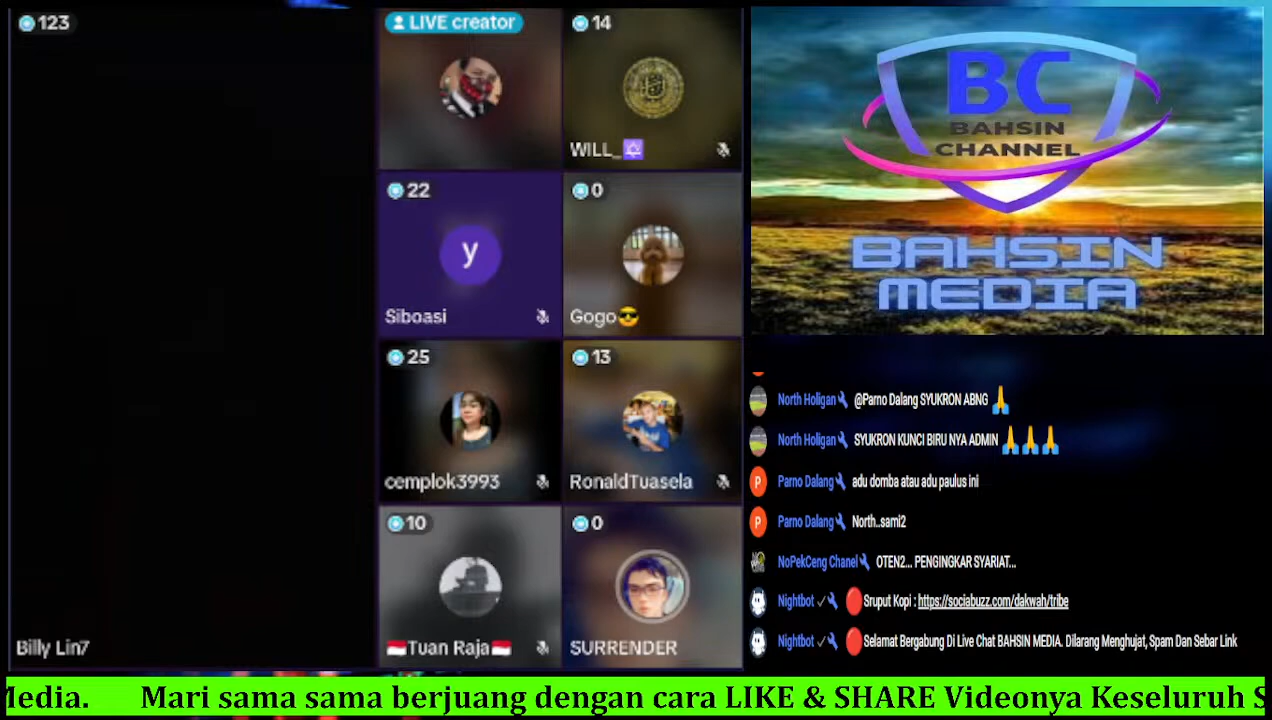 123
LIVE creator
14
WILL_
22
y
Siboasi
0
Gogo😎
25
cemplok3993
13
RonaldTuasela
10
🇮🇩Tuan Raja🇮🇩
0
SURRENDER
Billy Lin7
BC
BAHSIN
CHANNEL
BAHSIN
MEDIA
North Holigan @Parno Dalang SYUKRON ABNG 🙏
North Holigan SYUKRON KUNCI BIRU NYA ADMIN 🙏🙏🙏
P Parno Dalang adu domba atau adu paulus ini
P Parno Dalang North..sami2
NoPekCeng Chanel OTEN2... PENGINGKAR SYARIAT...
Nightbot ✓ 🔴Sruput Kopi : https://sociabuzz.com/dakwah/tribe
Nightbot ✓ 🔴Selamat Bergabung Di Live Chat BAHSIN MEDIA. Dilarang Menghujat, Spam Dan Sebar Link
Media. Mari sama sama berjuang dengan cara LIKE & SHARE Videonya Keseluruh S